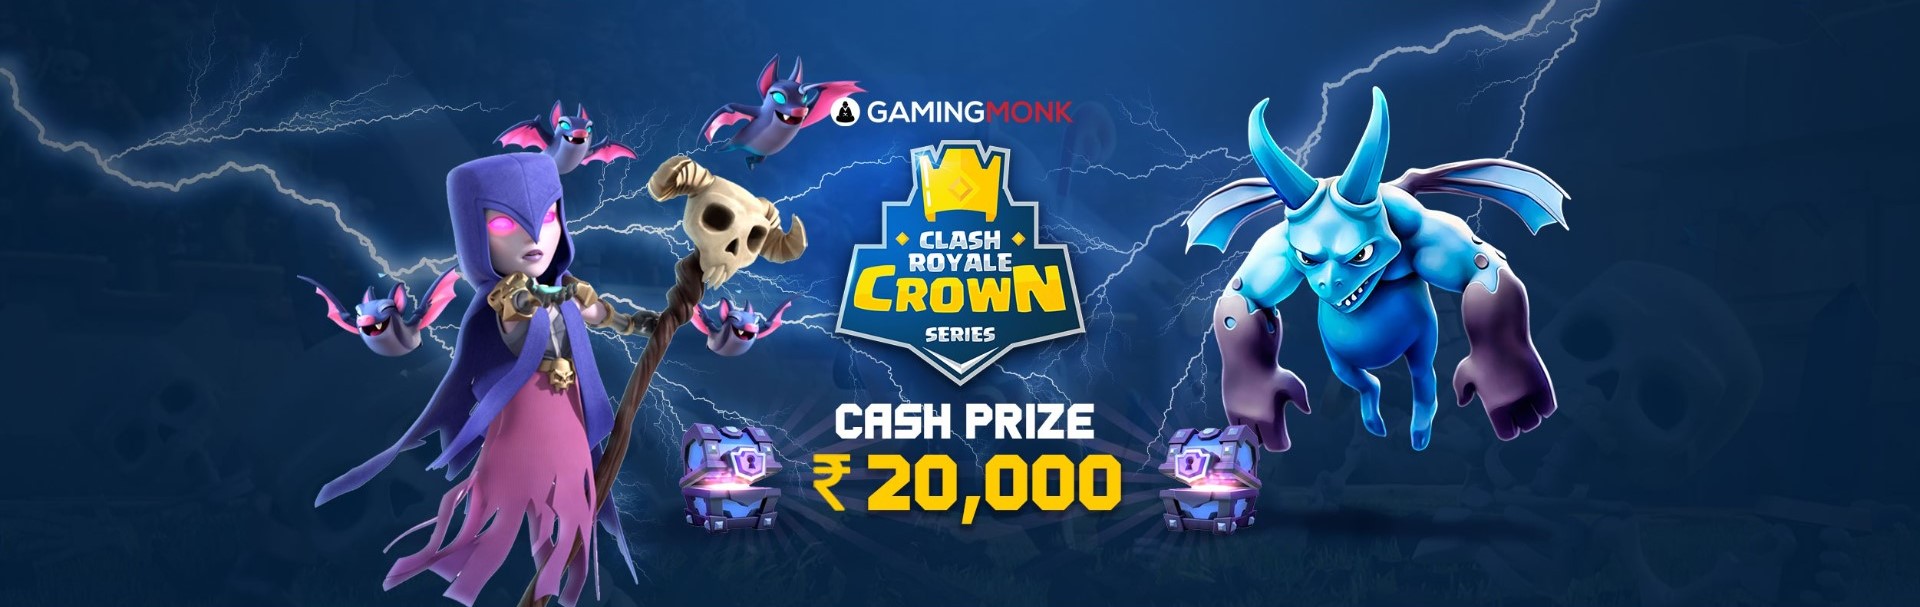 GAMINGMONK
CLASH
ROYALE
CROWN
SERIES
CASH PRIZE
₹ 20,000